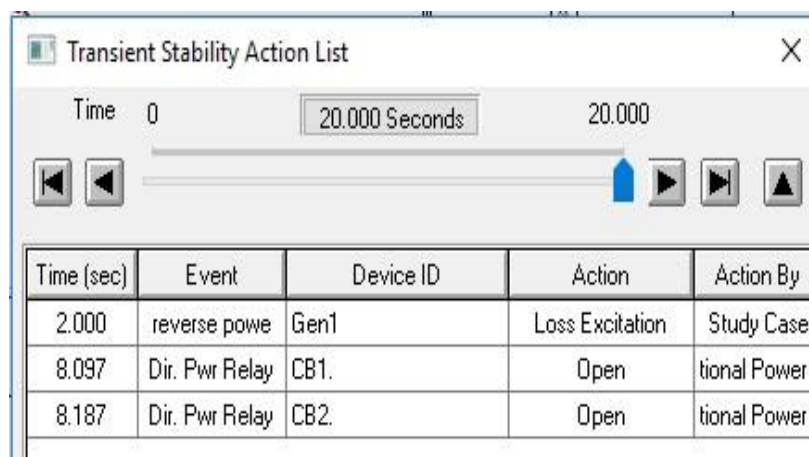 Transient Stability Action List
Time 0 20.000 Seconds 20.000
Time (sec) Event Device ID Action Action By
2.000 reverse powe Gen1 Loss Excitation Study Case
8.097 Dir. Pwr Relay CB1. Open tional Power
8.187 Dir. Pwr Relay CB2. Open tional Power